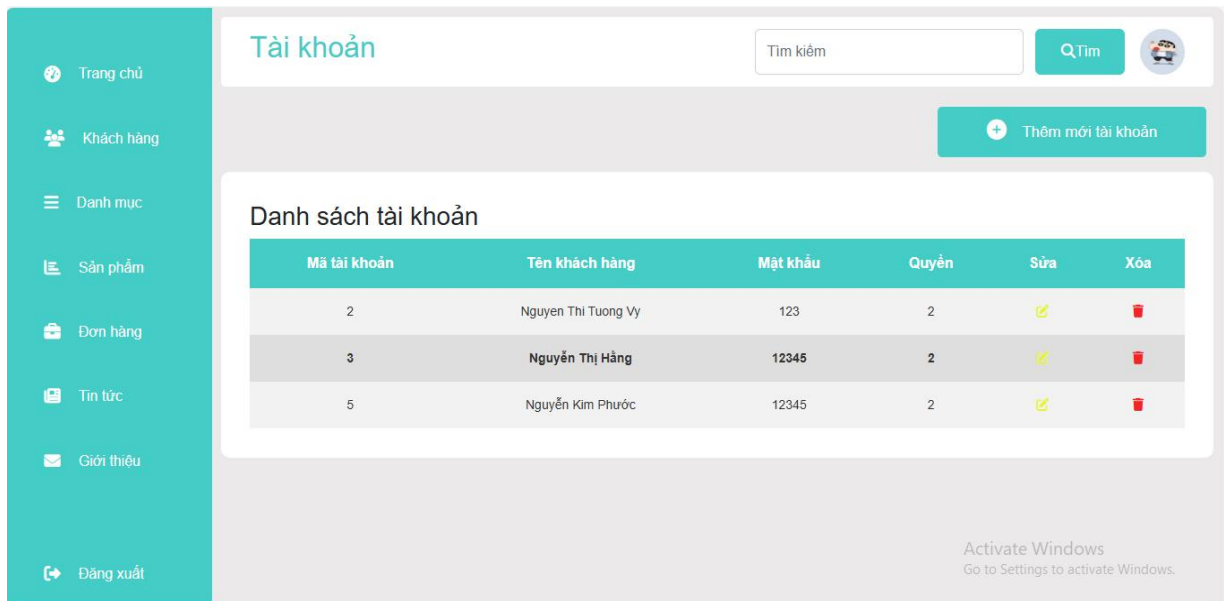 Tài khoản
Tìm kiếm
Tìm
Trang chủ
Khách hàng
Danh mục
Sản phẩm
Đơn hàng
Tin tức
Giới thiệu
Đăng xuất
Thêm mới tài khoản
Danh sách tài khoản
Mã tài khoản Tên khách hàng Mật khẩu Quyền Sửa Xóa
2 Nguyen Thi Tuong Vy 123 2
3 Nguyễn Thị Hằng 12345 2
5 Nguyễn Kim Phước 12345 2
Activate Windows
Go to Settings to activate Windows.